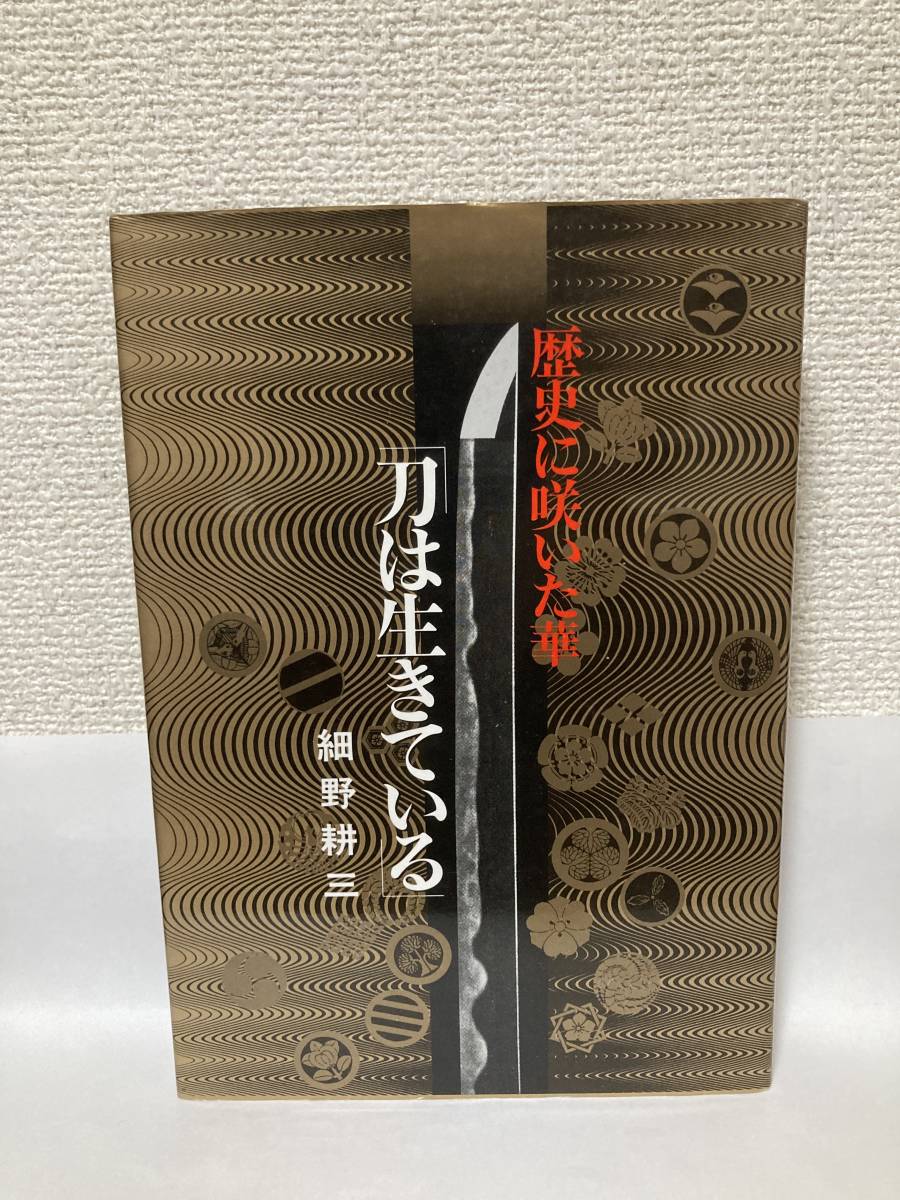 歴史に咲いた華
「刀は生きている」
細野耕三